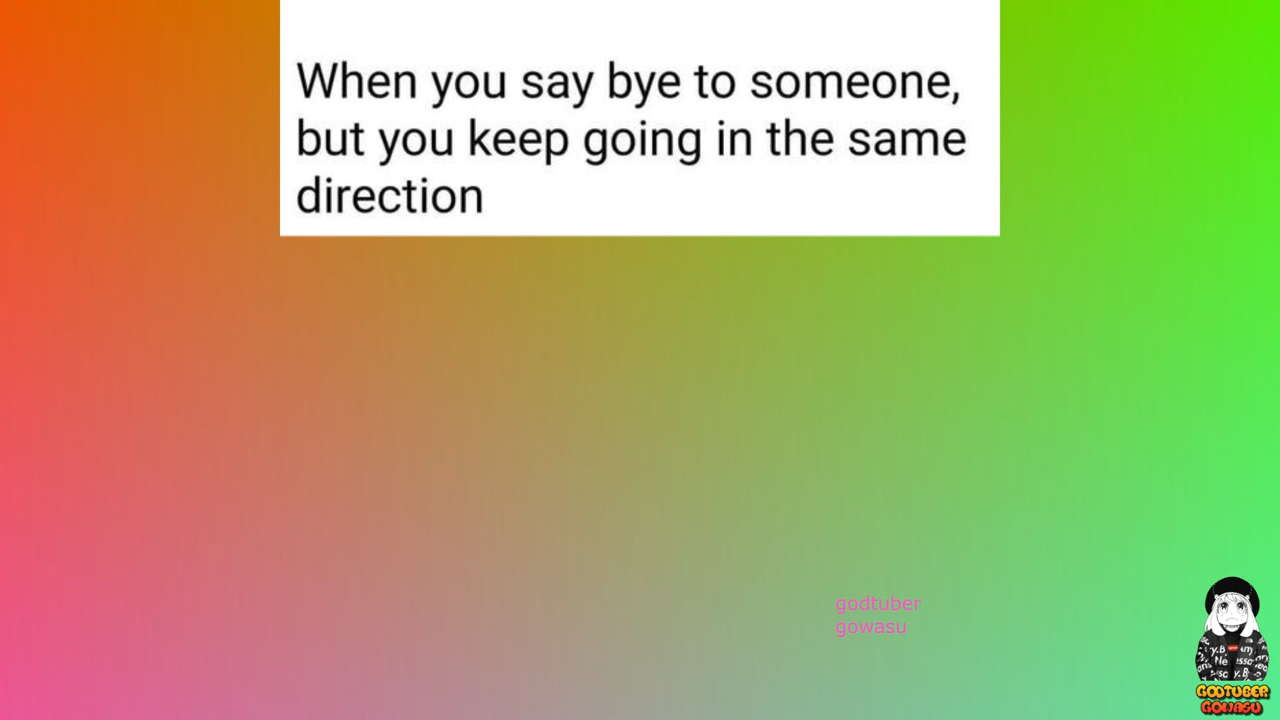 When you say bye to someone,
but you keep going in the same
direction
godtuber
gowasu
GODTUBER
GOWASU